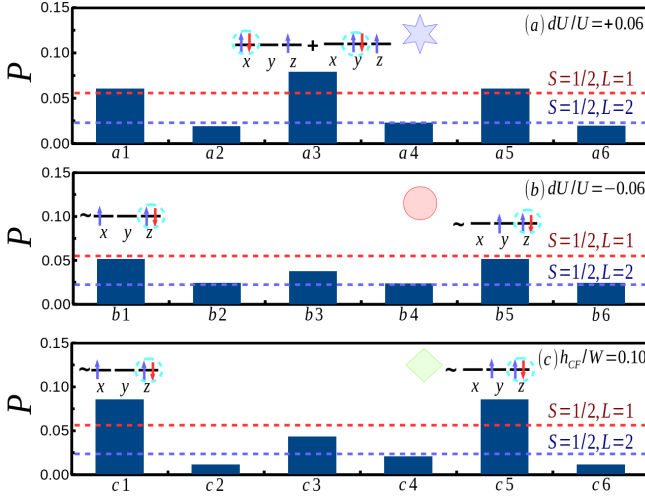 0.15
(a) dU/U=+0.06
x y z + x y z
0.10
P
S=1/2, L=1
0.05
S=1/2, L=2
0.00
a1 a2 a3 a4 a5 a6
0.15
(b) dU/U=−0.06
~ x y z
~ x y z
0.10
P
S=1/2, L=1
0.05
S=1/2, L=2
0.00
b1 b2 b3 b4 b5 b6
0.15
(c) h_CF/W=0.10
~ x y z
~ x y z
0.10
P
S=1/2, L=1
0.05
S=1/2, L=2
0.00
c1 c2 c3 c4 c5 c6